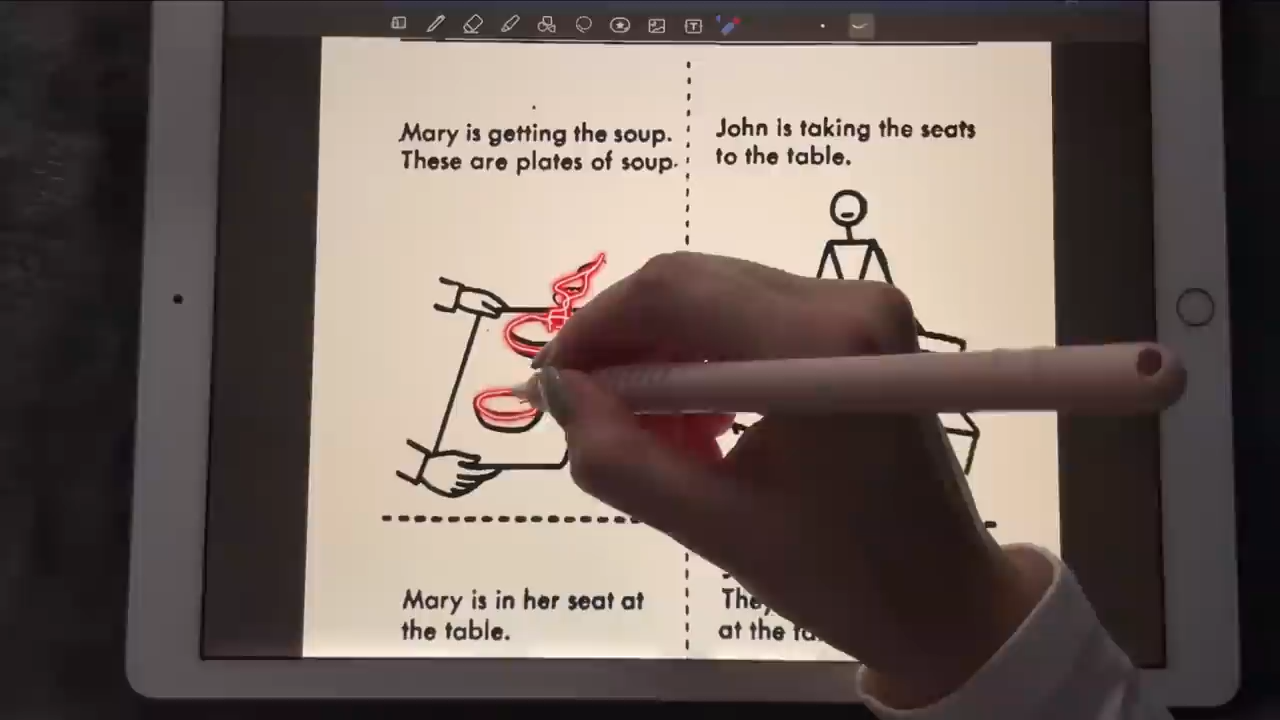 Mary is getting the soup.
These are plates of soup.
John is taking the seats
to the table.
Mary is in her seat at
the table.
at the